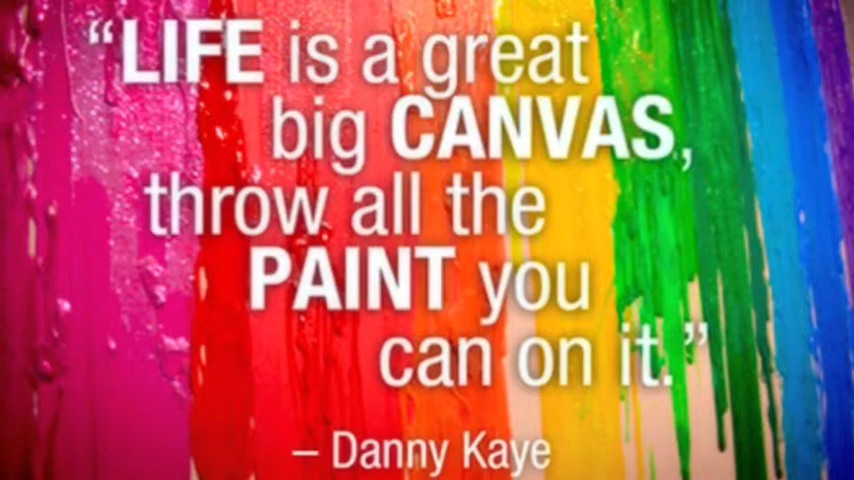 “LIFE is a great
big CANVAS,
throw all the
PAINT you
can on it.”
– Danny Kaye